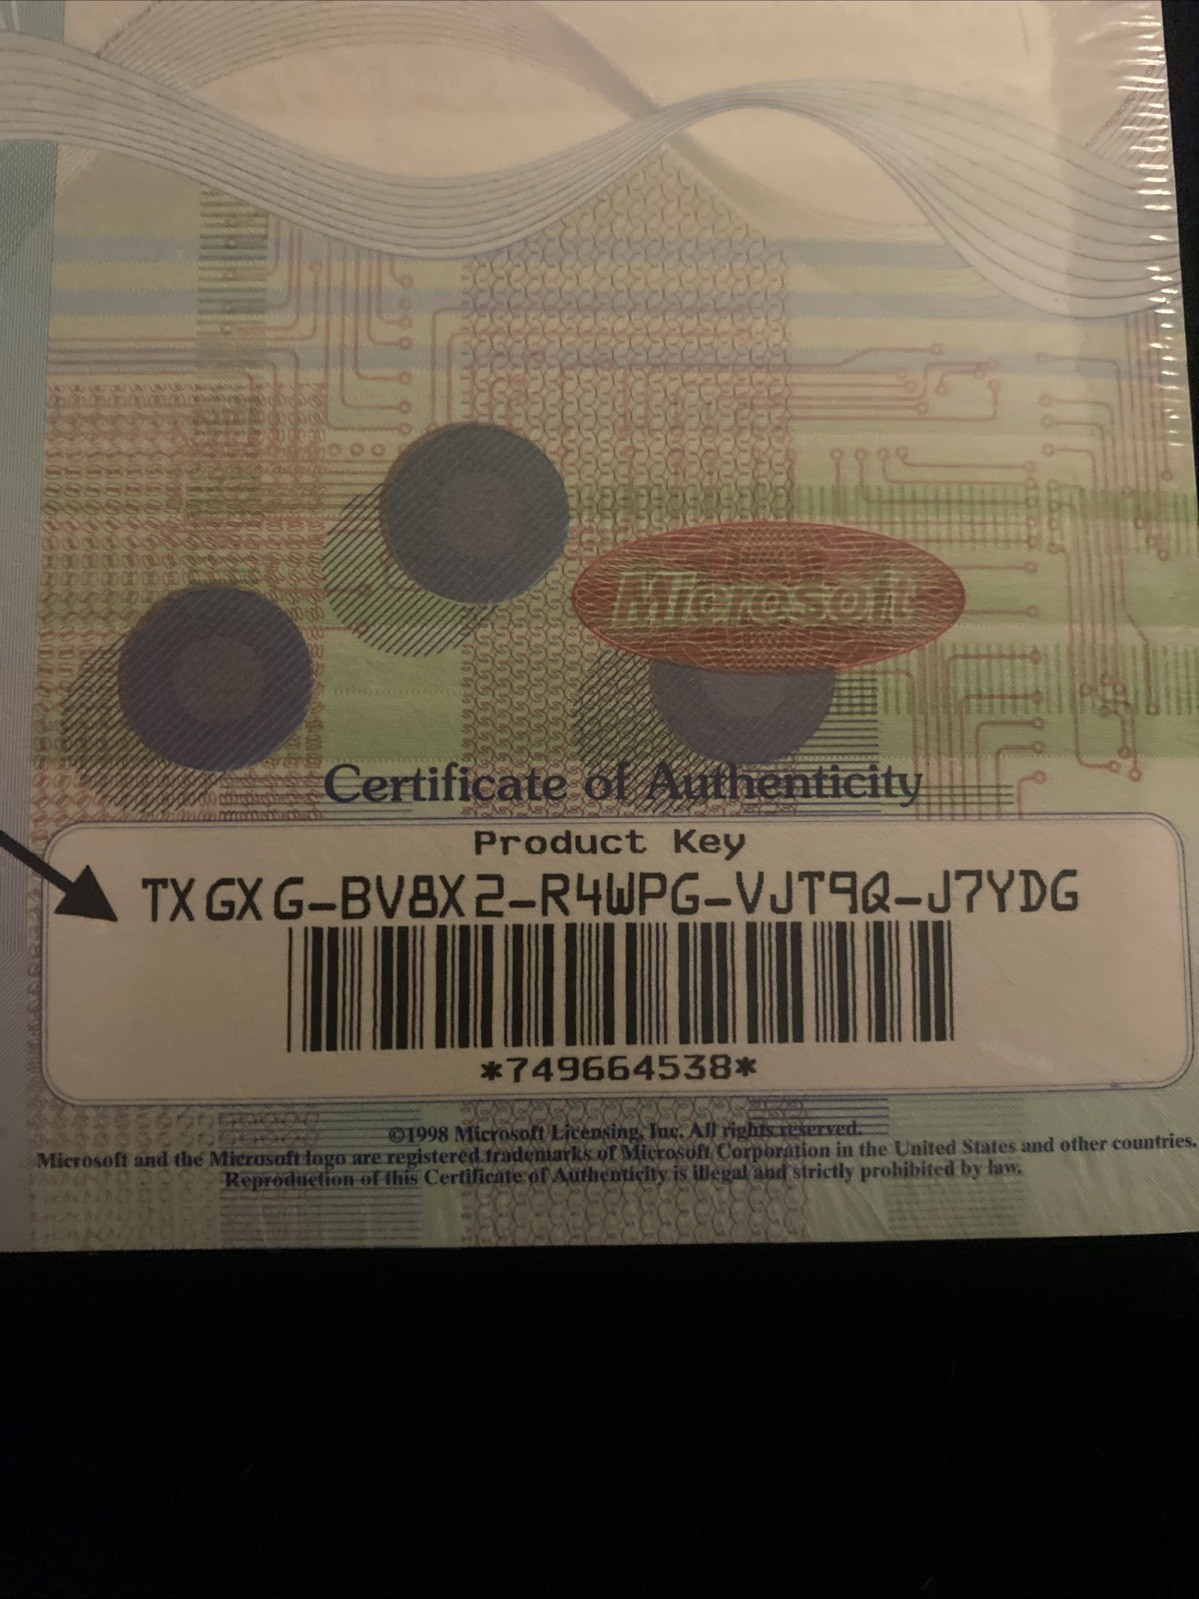 Microsoft
Certificate of Authenticity
Product Key
TXGXG-BV8X2-R4WPG-VJT9Q-J7YDG
*749664538*
©1998 Microsoft Licensing, Inc. All rights reserved.
Microsoft and the Microsoft logo are registered trademarks of Microsoft Corporation in the United States and other countries.
Reproduction of this Certificate of Authenticity is illegal and strictly prohibited by law.